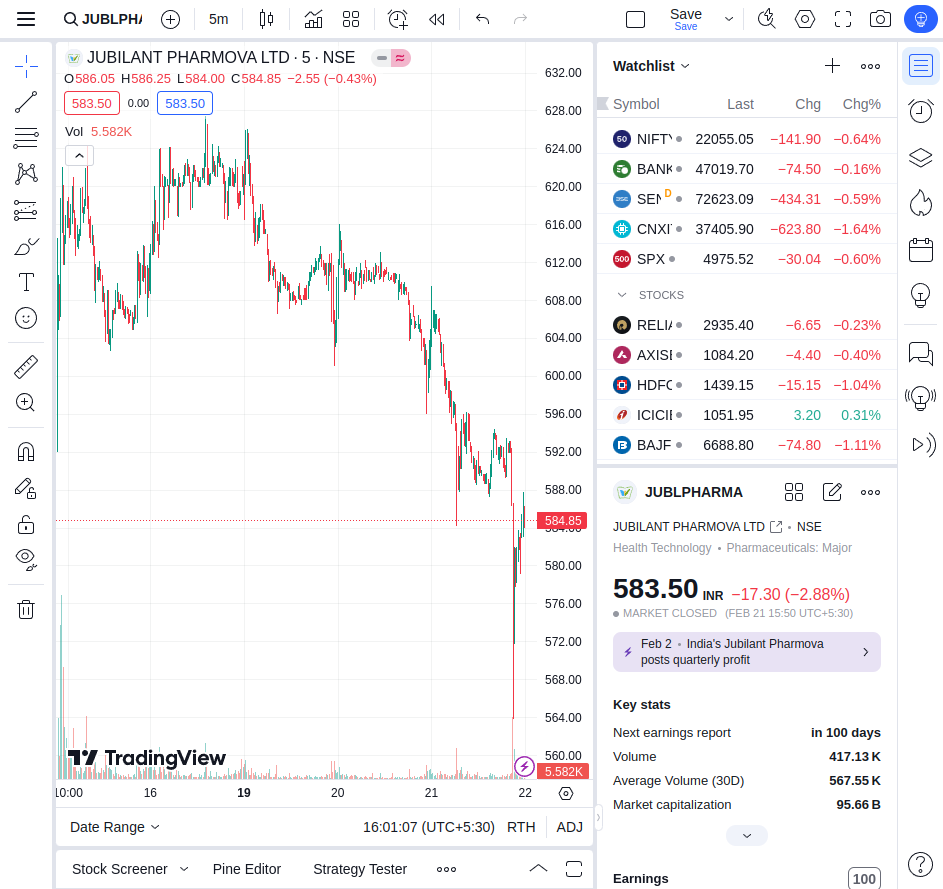 JUBLPHA
5m
Save
Save
JUBILANT PHARMOVA LTD · 5 · NSE
O586.05 H586.25 L584.00 C584.85 −2.55 (−0.43%)
583.50 0.00 583.50
Vol 5.582K
632.00
628.00
624.00
620.00
616.00
612.00
608.00
604.00
600.00
596.00
592.00
588.00
584.85
580.00
576.00
572.00
568.00
564.00
560.00
5.582K
TradingView
10:00 16 19 20 21 22
Date Range
16:01:07 (UTC+5:30) RTH ADJ
Stock Screener Pine Editor Strategy Tester
Watchlist
Symbol Last Chg Chg%
50 NIFTY 22055.05 −141.90 −0.64%
BANK 47019.70 −74.50 −0.16%
SEN D 72623.09 −434.31 −0.59%
CNXI 37405.90 −623.80 −1.64%
500 SPX 4975.52 −30.04 −0.60%
STOCKS
RELIA 2935.40 −6.65 −0.23%
AXISE 1084.20 −4.40 −0.40%
HDFC 1439.15 −15.15 −1.04%
ICICIE 1051.95 3.20 0.31%
BAJF 6688.80 −74.80 −1.11%
JUBLPHARMA
JUBILANT PHARMOVA LTD • NSE
Health Technology • Pharmaceuticals: Major
583.50 INR −17.30 (−2.88%)
MARKET CLOSED (FEB 21 15:50 UTC+5:30)
Feb 2 • India's Jubilant Pharmova
posts quarterly profit
Key stats
Next earnings report in 100 days
Volume 417.13 K
Average Volume (30D) 567.55 K
Market capitalization 95.66 B
Earnings 100